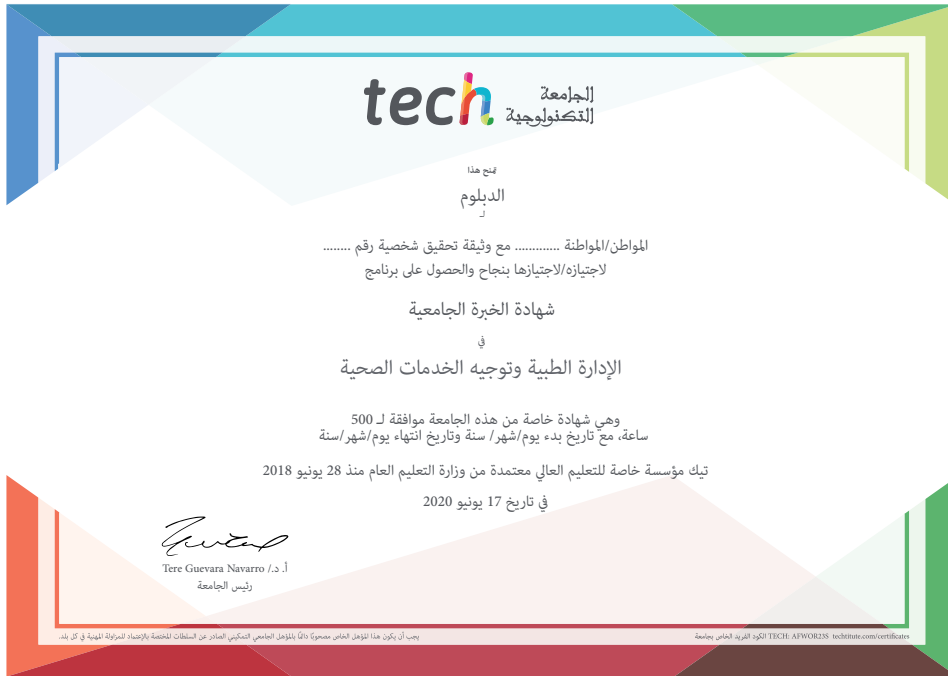 tech الجامعة
التكنولوجية
تمنح هذا
الدبلوم
لـ
المواطن/المواطنة ............. مع وثيقة تحقيق شخصية رقم ........
لاجتيازه/لاجتيازها بنجاح والحصول على برنامج
شهادة الخبرة الجامعية
في
الإدارة الطبية وتوجيه الخدمات الصحية
وهي شهادة خاصة من هذه الجامعة موافقة لـ 500
ساعة، مع تاريخ بدء يوم/شهر/ سنة وتاريخ انتهاء يوم/شهر/سنة
تيك مؤسسة خاصة للتعليم العالي معتمدة من وزارة التعليم العام منذ 28 يونيو 2018
في تاريخ 17 يونيو 2020
أ. د./ Tere Guevara Navarro
رئيس الجامعة
يجب أن يكون هذا المؤهل الخاص مصحوبًا دائمًا بالمؤهل الجامعي التمكيني الصادر عن السلطات المختصة بالإعتماد للمزاولة المهنية في كل بلد.
الكود الفريد الخاص بجامعة TECH: AFWOR23S techtitute.com/certificates